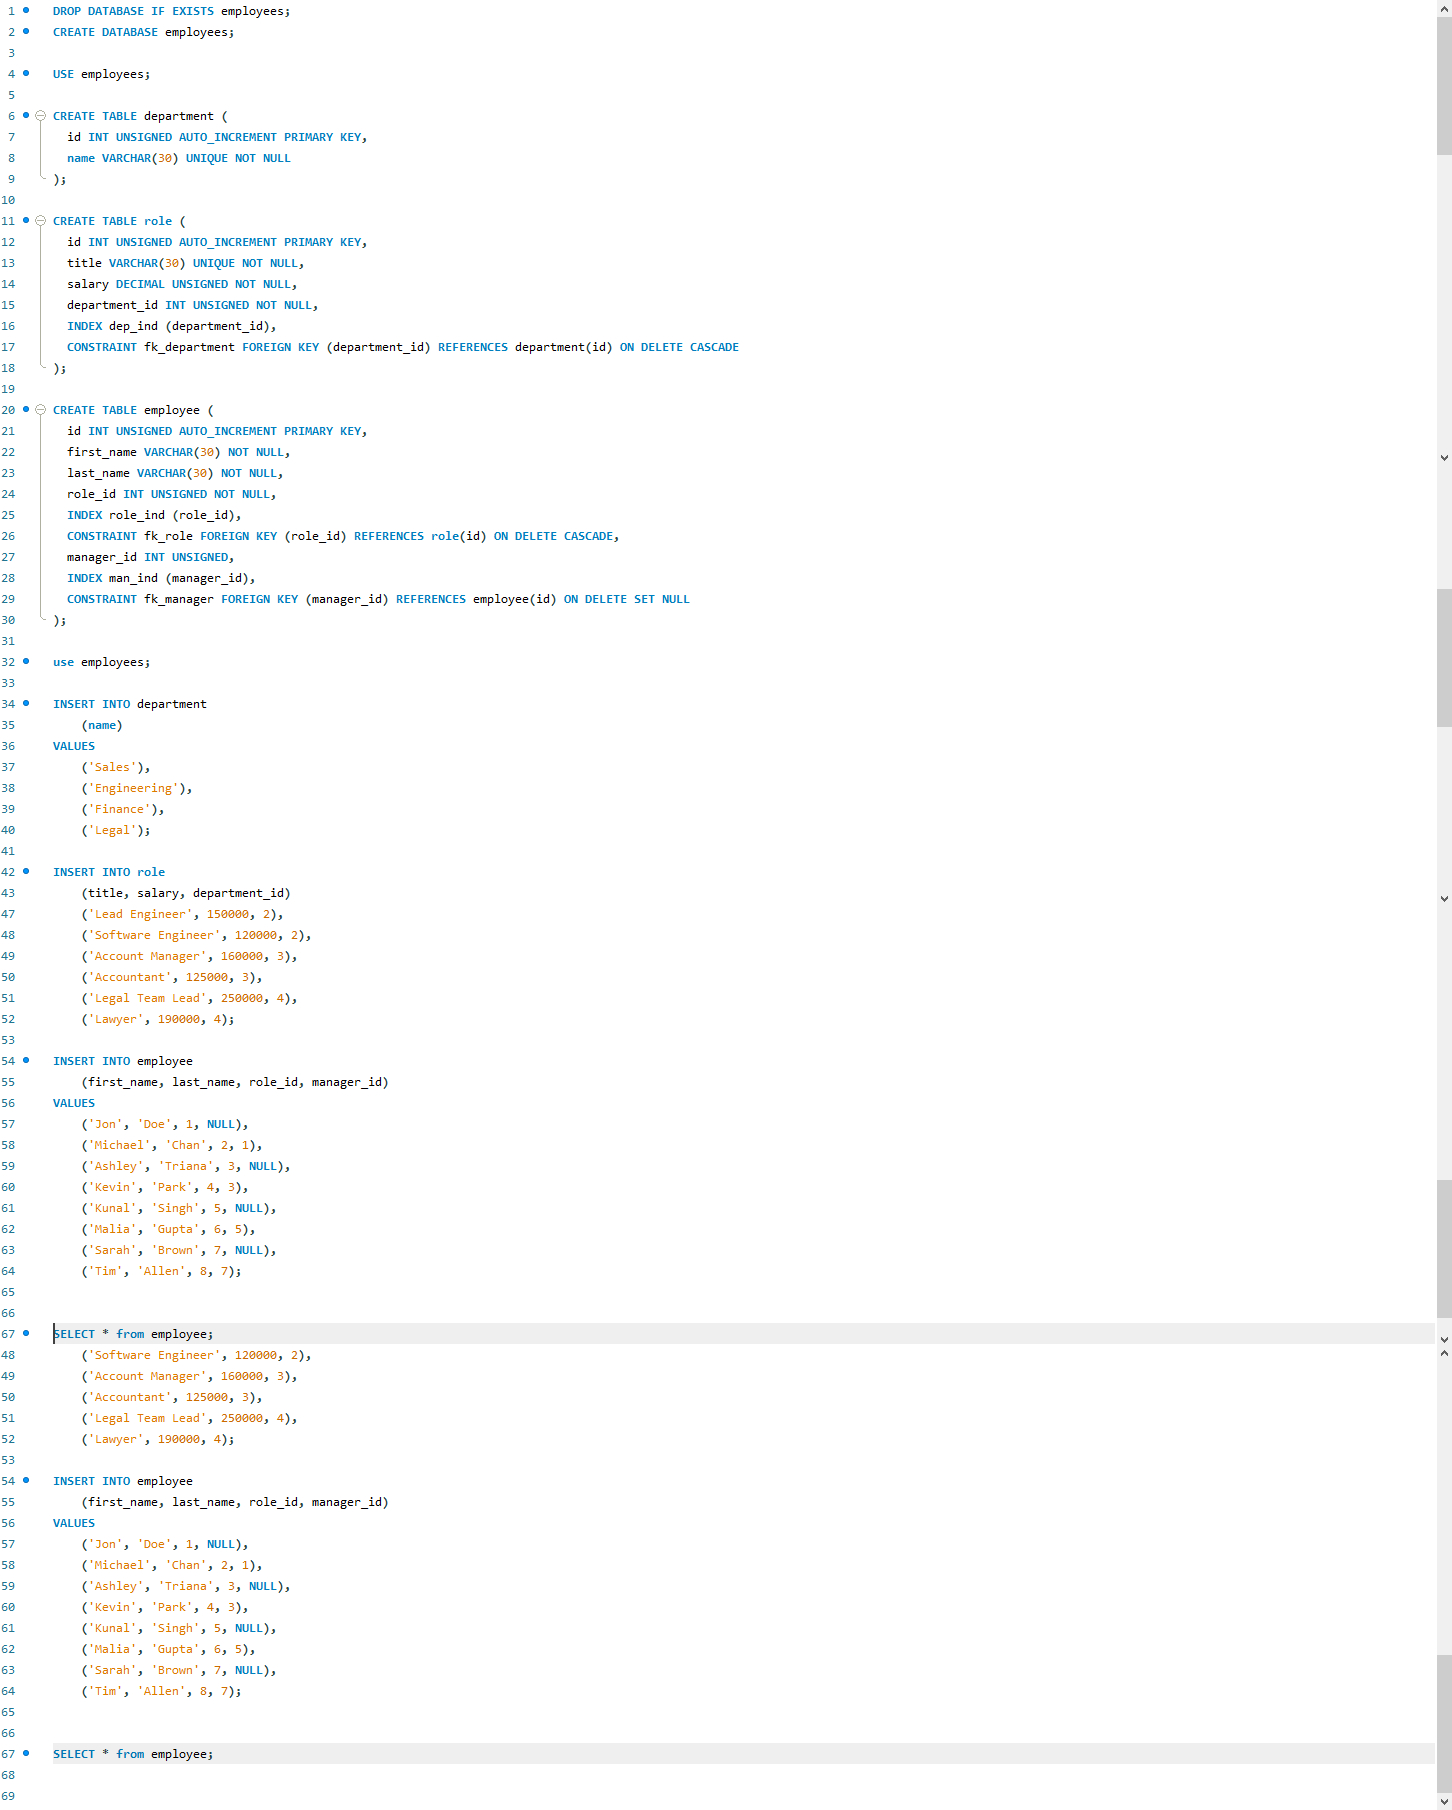 1 DROP DATABASE IF EXISTS employees;
2 CREATE DATABASE employees;
3
4 USE employees;
5
6 CREATE TABLE department (
7 id INT UNSIGNED AUTO_INCREMENT PRIMARY KEY,
8 name VARCHAR(30) UNIQUE NOT NULL
9 );
10
11 CREATE TABLE role (
12 id INT UNSIGNED AUTO_INCREMENT PRIMARY KEY,
13 title VARCHAR(30) UNIQUE NOT NULL,
14 salary DECIMAL UNSIGNED NOT NULL,
15 department_id INT UNSIGNED NOT NULL,
16 INDEX dep_ind (department_id),
17 CONSTRAINT fk_department FOREIGN KEY (department_id) REFERENCES department(id) ON DELETE CASCADE
18 );
19
20 CREATE TABLE employee (
21 id INT UNSIGNED AUTO_INCREMENT PRIMARY KEY,
22 first_name VARCHAR(30) NOT NULL,
23 last_name VARCHAR(30) NOT NULL,
24 role_id INT UNSIGNED NOT NULL,
25 INDEX role_ind (role_id),
26 CONSTRAINT fk_role FOREIGN KEY (role_id) REFERENCES role(id) ON DELETE CASCADE,
27 manager_id INT UNSIGNED,
28 INDEX man_ind (manager_id),
29 CONSTRAINT fk_manager FOREIGN KEY (manager_id) REFERENCES employee(id) ON DELETE SET NULL
30 );
31
32 use employees;
33
34 INSERT INTO department
35 (name)
36 VALUES
37 ('Sales'),
38 ('Engineering'),
39 ('Finance'),
40 ('Legal');
41
42 INSERT INTO role
43 (title, salary, department_id)
47 ('Lead Engineer', 150000, 2),
48 ('Software Engineer', 120000, 2),
49 ('Account Manager', 160000, 3),
50 ('Accountant', 125000, 3),
51 ('Legal Team Lead', 250000, 4),
52 ('Lawyer', 190000, 4);
53
54 INSERT INTO employee
55 (first_name, last_name, role_id, manager_id)
56 VALUES
57 ('Jon', 'Doe', 1, NULL),
58 ('Michael', 'Chan', 2, 1),
59 ('Ashley', 'Triana', 3, NULL),
60 ('Kevin', 'Park', 4, 3),
61 ('Kunal', 'Singh', 5, NULL),
62 ('Malia', 'Gupta', 6, 5),
63 ('Sarah', 'Brown', 7, NULL),
64 ('Tim', 'Allen', 8, 7);
65
66
67 SELECT * from employee;
48 ('Software Engineer', 120000, 2),
49 ('Account Manager', 160000, 3),
50 ('Accountant', 125000, 3),
51 ('Legal Team Lead', 250000, 4),
52 ('Lawyer', 190000, 4);
53
54 INSERT INTO employee
55 (first_name, last_name, role_id, manager_id)
56 VALUES
57 ('Jon', 'Doe', 1, NULL),
58 ('Michael', 'Chan', 2, 1),
59 ('Ashley', 'Triana', 3, NULL),
60 ('Kevin', 'Park', 4, 3),
61 ('Kunal', 'Singh', 5, NULL),
62 ('Malia', 'Gupta', 6, 5),
63 ('Sarah', 'Brown', 7, NULL),
64 ('Tim', 'Allen', 8, 7);
65
66
67 SELECT * from employee;
68
69